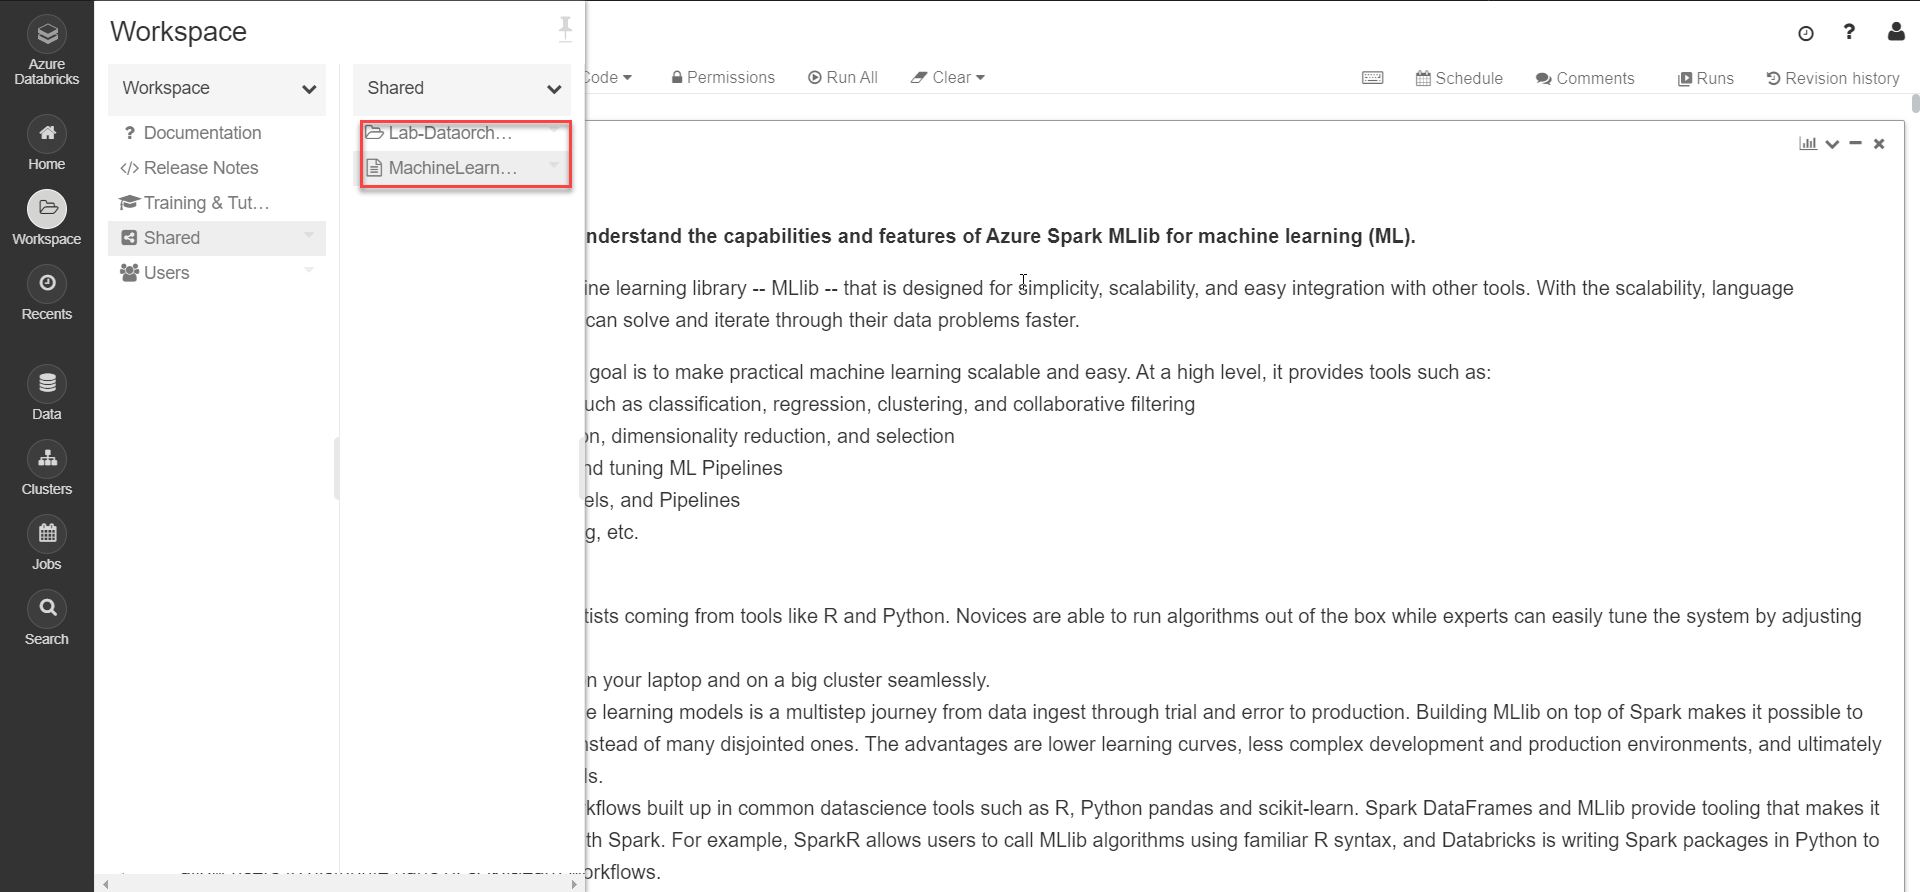 Azure
Databricks
Home
Workspace
Recents
Data
Clusters
Jobs
Search
Workspace
Workspace
Documentation
Release Notes
Training & Tut…
Shared
Users
Shared
Lab-Dataorch…
MachineLearn…
Code
Permissions
Run All
Clear
Schedule
Comments
Runs
Revision history
nderstand the capabilities and features of Azure Spark MLlib for machine learning (ML).
ine learning library -- MLlib -- that is designed for simplicity, scalability, and easy integration with other tools. With the scalability, language
can solve and iterate through their data problems faster.
goal is to make practical machine learning scalable and easy. At a high level, it provides tools such as:
uch as classification, regression, clustering, and collaborative filtering
on, dimensionality reduction, and selection
nd tuning ML Pipelines
els, and Pipelines
g, etc.
tists coming from tools like R and Python. Novices are able to run algorithms out of the box while experts can easily tune the system by adjusting
n your laptop and on a big cluster seamlessly.
e learning models is a multistep journey from data ingest through trial and error to production. Building MLlib on top of Spark makes it possible to
nstead of many disjointed ones. The advantages are lower learning curves, less complex development and production environments, and ultimately
ls.
kflows built up in common datascience tools such as R, Python pandas and scikit-learn. Spark DataFrames and MLlib provide tooling that makes it
th Spark. For example, SparkR allows users to call MLlib algorithms using familiar R syntax, and Databricks is writing Spark packages in Python to
orkflows.